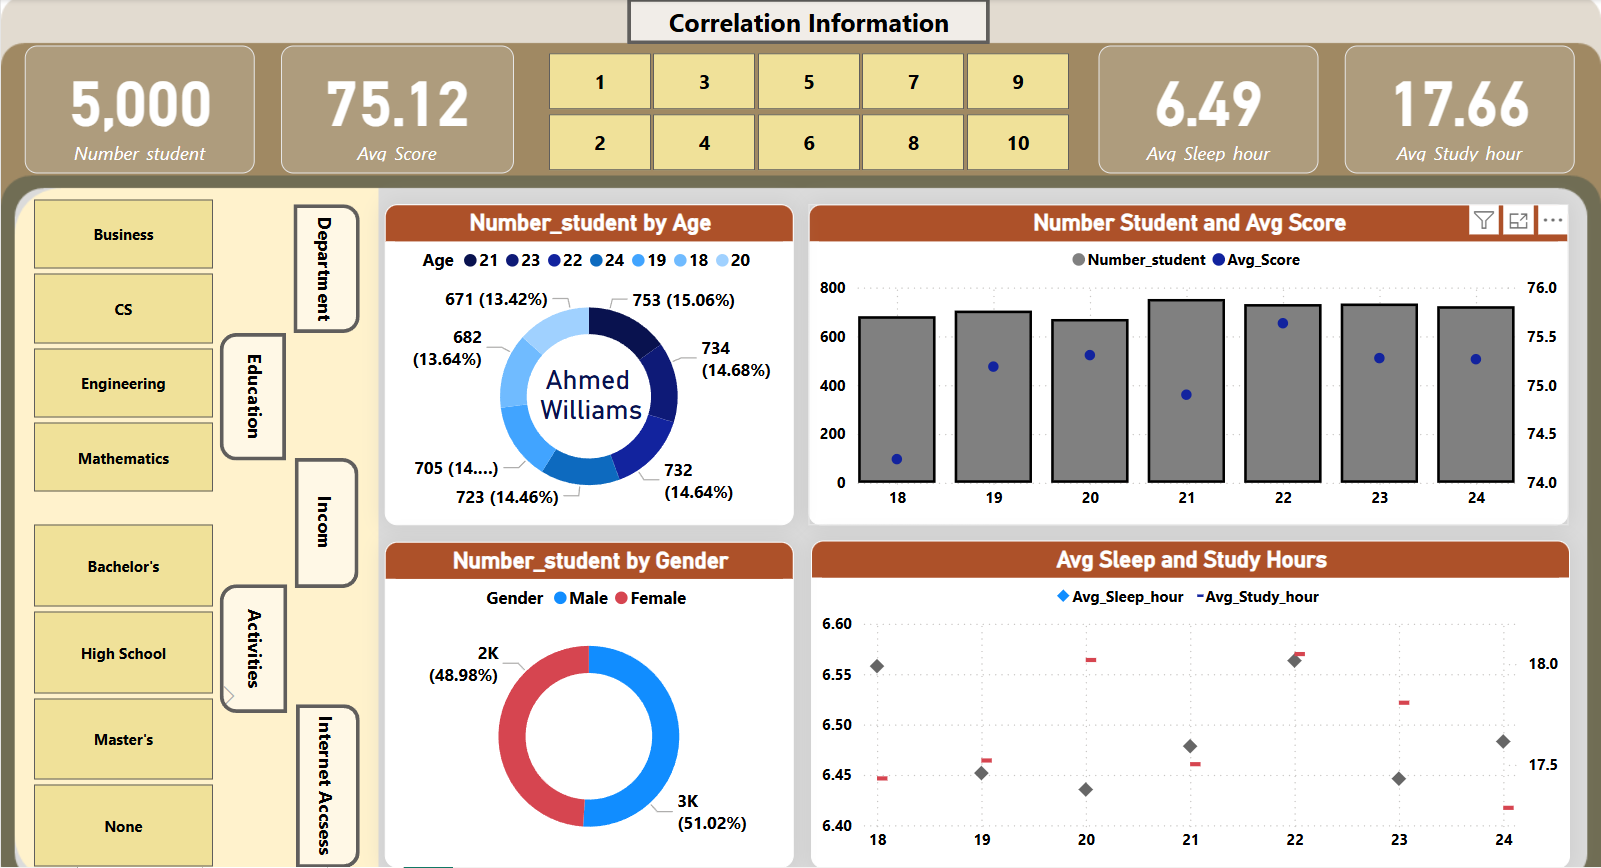 Correlation Information
5,000
Number student
75.12
Avg Score
1 3 5 7 9
2 4 6 8 10
6.49
Avg Sleep hour
17.66
Avg Study hour
Business
CS
Engineering
Mathematics
Bachelor's
High School
Master's
None
Department
Education
Incom
Activities
Internet Accsess
Number_student by Age
Age 21 23 22 24 19 18 20
671 (13.42%)
753 (15.06%)
682
(13.64%)
734
(14.68%)
Ahmed
Williams
705 (14....)
732
(14.64%)
723 (14.46%)
Number Student and Avg Score
Number_student Avg_Score
800
600
400
200
0
76.0
75.5
75.0
74.5
74.0
18 19 20 21 22 23 24
Number_student by Gender
Gender Male Female
2K
(48.98%)
3K
(51.02%)
Avg Sleep and Study Hours
Avg_Sleep_hour Avg_Study_hour
6.60
6.55
6.50
6.45
6.40
18.0
17.5
18 19 20 21 22 23 24